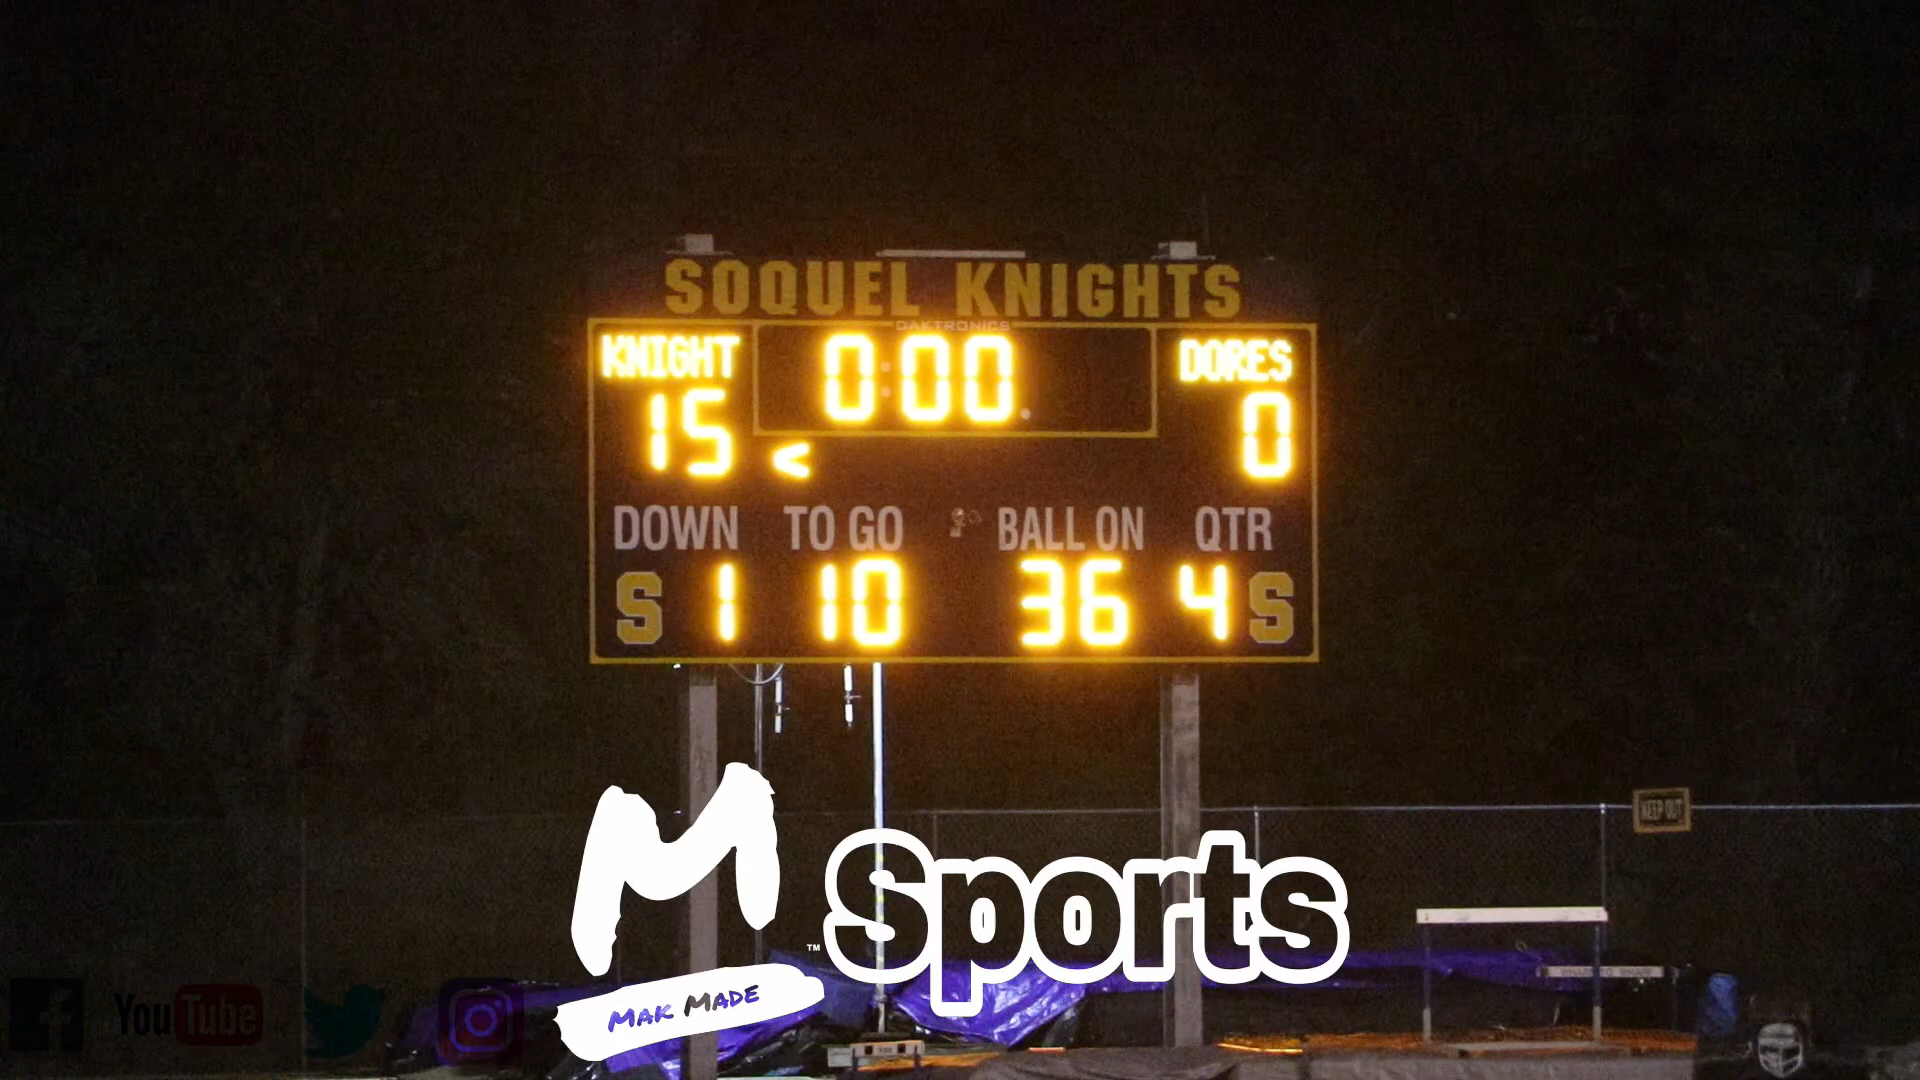 SOQUEL KNIGHTS
DAKTRONICS
KNIGHT 0:00 DORES
15 < 0
DOWN TO GO BALL ON QTR
S 1 10 36 4 S
KEEP OUT
M Sports
TM
MAK MADE
f YouTube